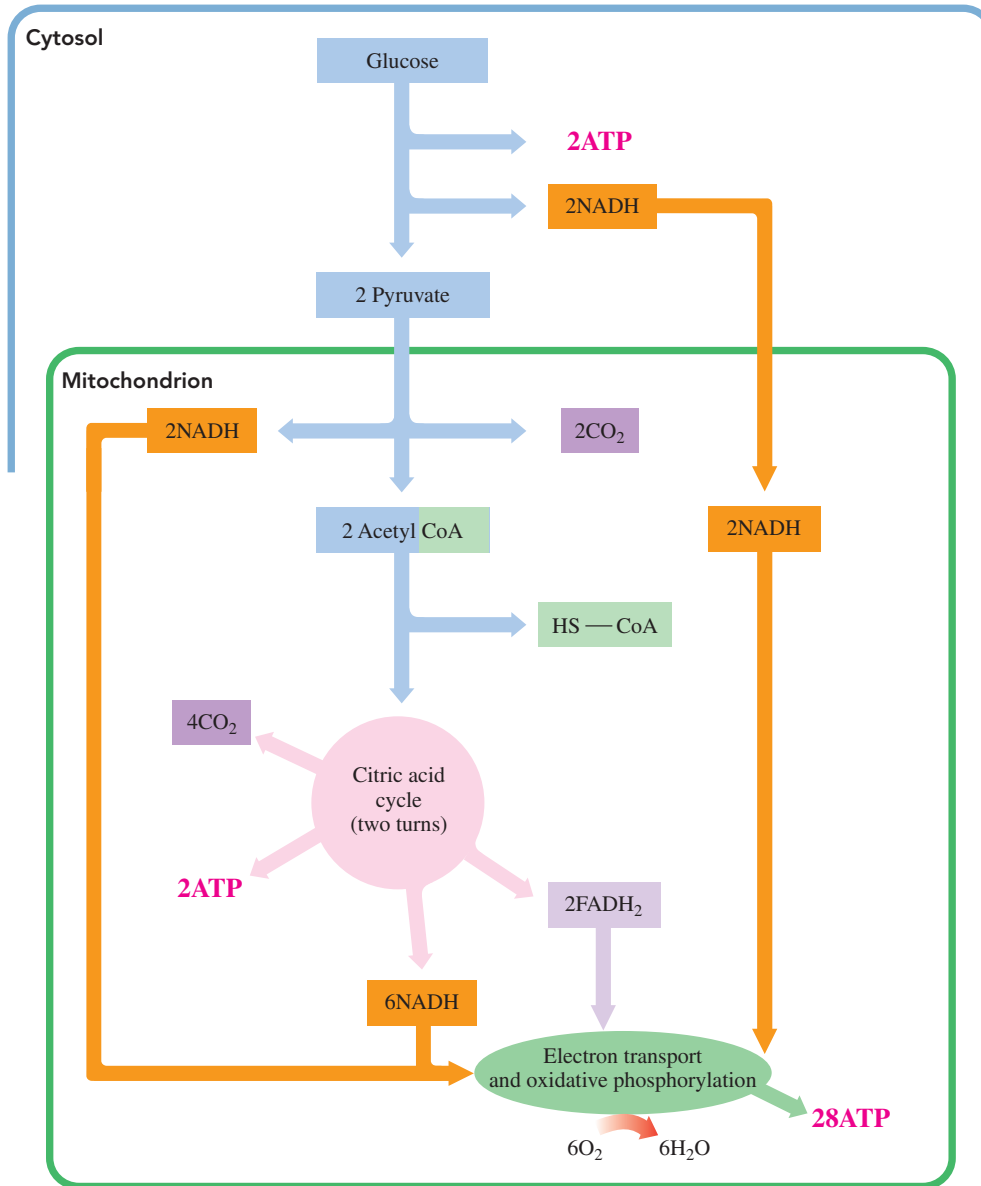 Cytosol
Glucose
2ATP
2NADH
2 Pyruvate
Mitochondrion
2NADH
2CO₂
2 Acetyl CoA
2NADH
HS — CoA
4CO₂
Citric acid
cycle
(two turns)
2ATP
2FADH₂
6NADH
Electron transport
and oxidative phosphorylation
28ATP
6O₂
6H₂O